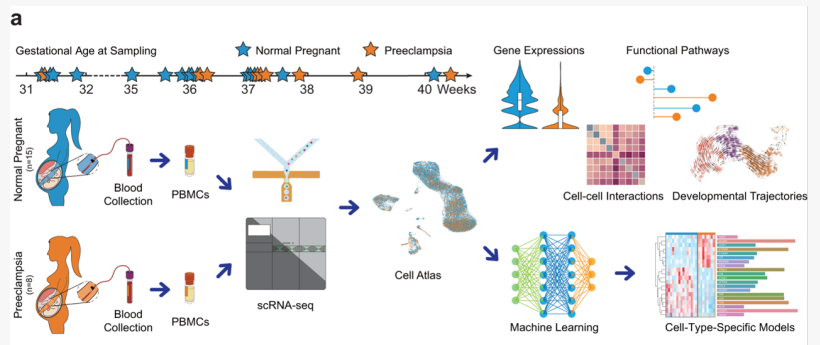 a
Gestational Age at Sampling
Normal Pregnant
Preeclampsia
31
32
35
36
37
38
39
40 Weeks
Normal Pregnant
(n=15)
Blood
Collection
PBMCs
Preeclampsia
(n=8)
Blood
Collection
PBMCs
scRNA-seq
Cell Atlas
Gene Expressions
Functional Pathways
Cell-cell Interactions
Developmental Trajectories
Machine Learning
Cell-Type-Specific Models